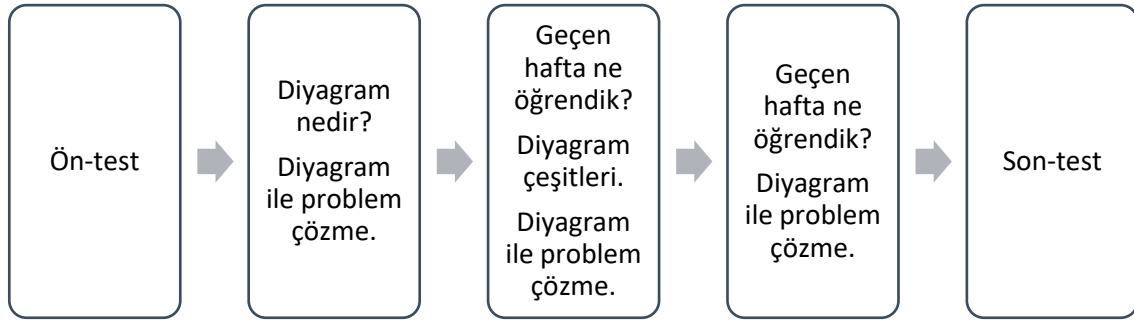 Ön-test
Diyagram
nedir?
Diyagram
ile problem
çözme.
Geçen
hafta ne
öğrendik?
Diyagram
çeşitleri.
Diyagram
ile problem
çözme.
Geçen
hafta ne
öğrendik?
Diyagram
ile problem
çözme.
Son-test